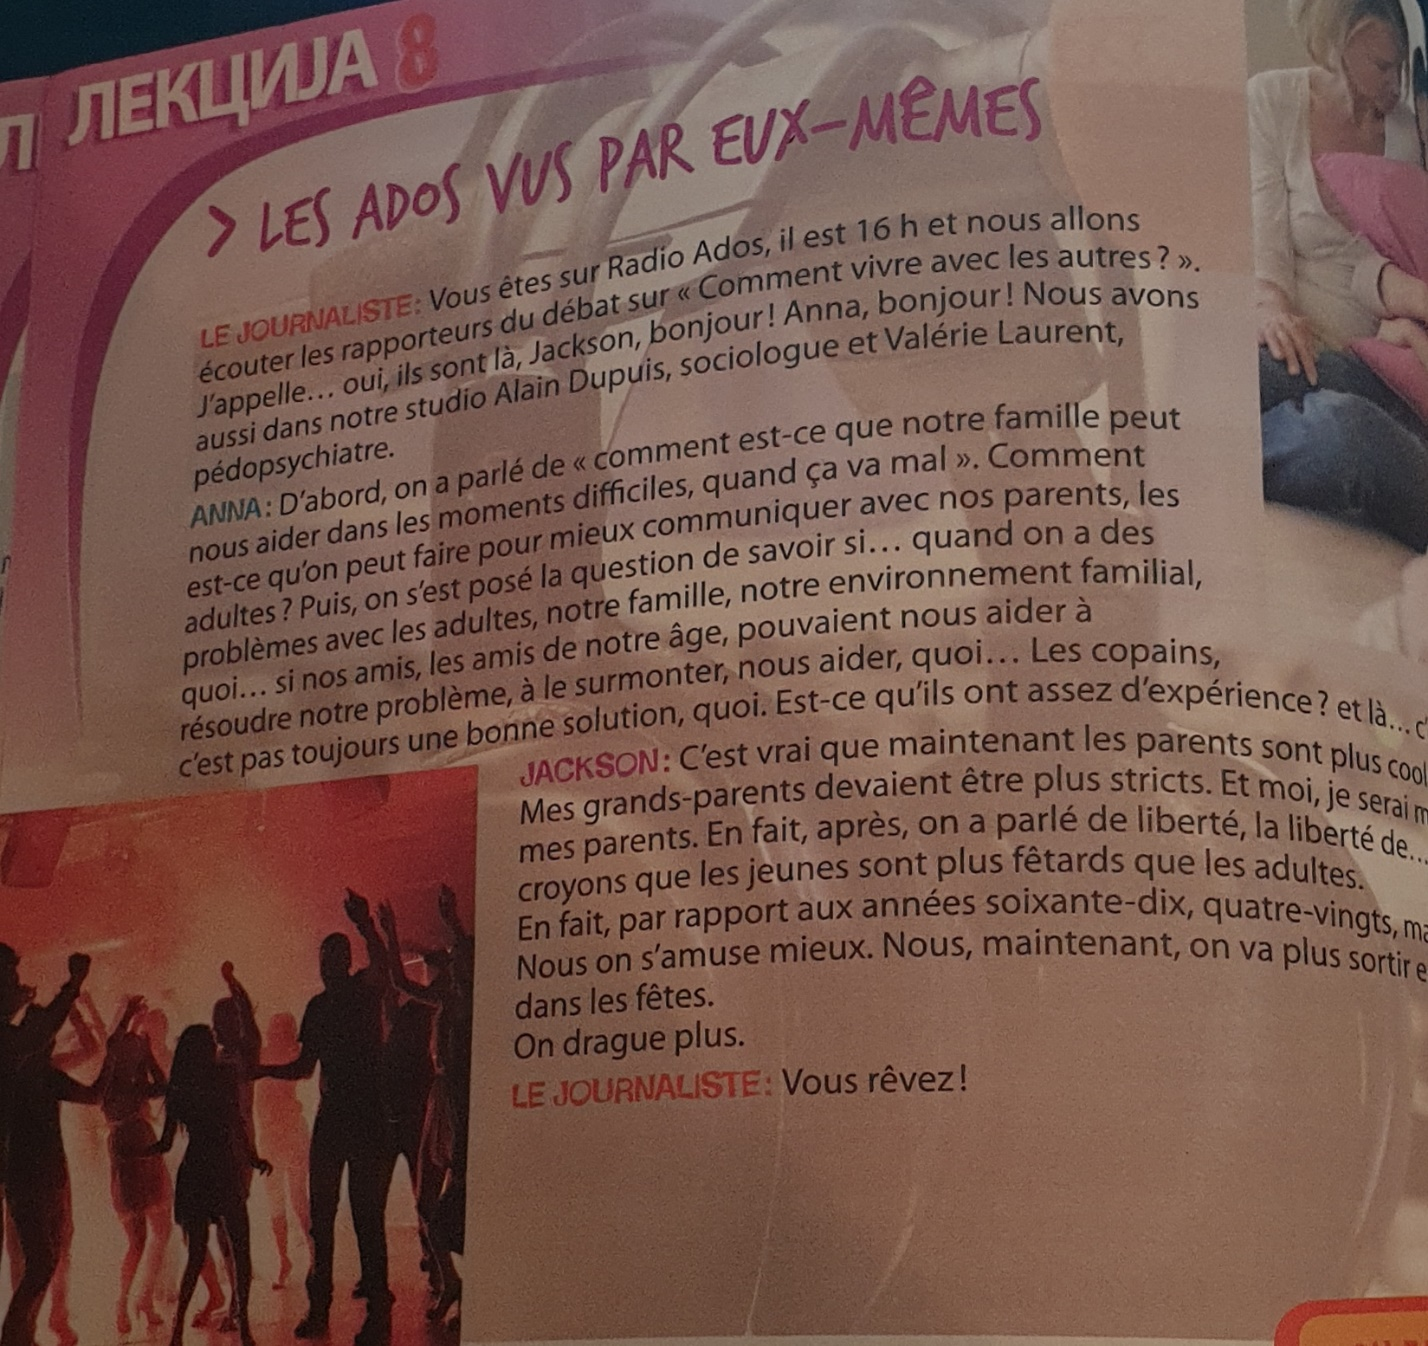 ЛЕКЦИЈА 8
> LES ADOS VUS PAR EUX-MÊMES
LE JOURNALISTE: Vous êtes sur Radio Ados, il est 16 h et nous allons
écouter les rapporteurs du débat sur « Comment vivre avec les autres ? ».
J'appelle… oui, ils sont là, Jackson, bonjour ! Anna, bonjour ! Nous avons
aussi dans notre studio Alain Dupuis, sociologue et Valérie Laurent,
pédopsychiatre.
ANNA: D'abord, on a parlé de « comment est-ce que notre famille peut
nous aider dans les moments difficiles, quand ça va mal ». Comment
est-ce qu'on peut faire pour mieux communiquer avec nos parents, les
adultes ? Puis, on s'est posé la question de savoir si… quand on a des
problèmes avec les adultes, notre famille, notre environnement familial,
quoi… si nos amis, les amis de notre âge, pouvaient nous aider à
résoudre notre problème, à le surmonter, nous aider, quoi… Les copains,
c'est pas toujours une bonne solution, quoi. Est-ce qu'ils ont assez d'expérience ? et là…
JACKSON: C'est vrai que maintenant les parents sont plus cool
Mes grands-parents devaient être plus stricts. Et moi, je serai
mes parents. En fait, après, on a parlé de liberté, la liberté de…
croyons que les jeunes sont plus fêtards que les adultes.
En fait, par rapport aux années soixante-dix, quatre-vingts,
Nous on s'amuse mieux. Nous, maintenant, on va plus sortir
dans les fêtes.
On drague plus.
LE JOURNALISTE: Vous rêvez !